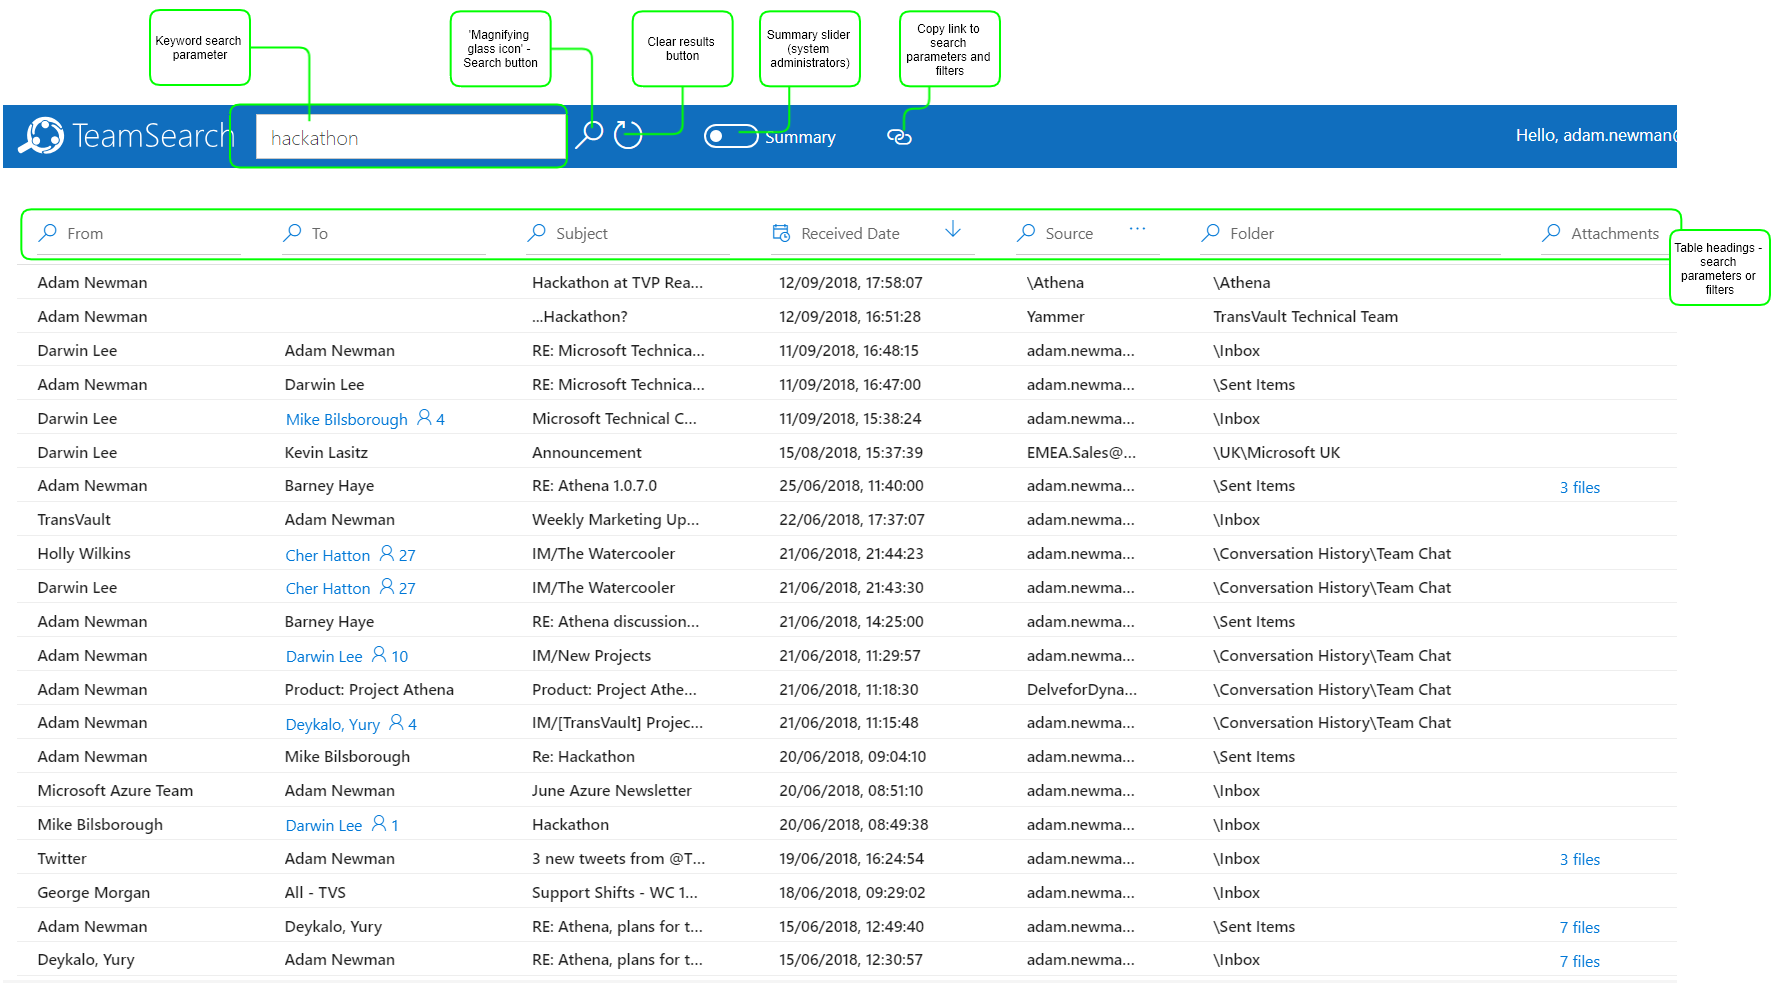 Keyword search
parameter
'Magnifying
glass icon' -
Search button
Clear results
button
Summary slider
(system
administrators)
Copy link to
search
parameters and
filters
TeamSearch hackathon Summary Hello, adam.newman@
From To Subject Received Date Source ... Folder Attachments
Table headings -
search
parameters or
filters
Adam Newman Hackathon at TVP Rea... 12/09/2018, 17:58:07 \Athena \Athena
Adam Newman ...Hackathon? 12/09/2018, 16:51:28 Yammer TransVault Technical Team
Darwin Lee Adam Newman RE: Microsoft Technica... 11/09/2018, 16:48:15 adam.newma... \Inbox
Adam Newman Darwin Lee RE: Microsoft Technica... 11/09/2018, 16:47:00 adam.newma... \Sent Items
Darwin Lee Mike Bilsborough 4 Microsoft Technical C... 11/09/2018, 15:38:24 adam.newma... \Inbox
Darwin Lee Kevin Lasitz Announcement 15/08/2018, 15:37:39 EMEA.Sales@... \UK\Microsoft UK
Adam Newman Barney Haye RE: Athena 1.0.7.0 25/06/2018, 11:40:00 adam.newma... \Sent Items 3 files
TransVault Adam Newman Weekly Marketing Up... 22/06/2018, 17:37:07 adam.newma... \Inbox
Holly Wilkins Cher Hatton 27 IM/The Watercooler 21/06/2018, 21:44:23 adam.newma... \Conversation History\Team Chat
Darwin Lee Cher Hatton 27 IM/The Watercooler 21/06/2018, 21:43:30 adam.newma... \Conversation History\Team Chat
Adam Newman Barney Haye RE: Athena discussion... 21/06/2018, 14:25:00 adam.newma... \Sent Items
Adam Newman Darwin Lee 10 IM/New Projects 21/06/2018, 11:29:57 adam.newma... \Conversation History\Team Chat
Adam Newman Product: Project Athena Product: Project Athe... 21/06/2018, 11:18:30 DelveforDyna... \Conversation History\Team Chat
Adam Newman Deykalo, Yury 4 IM/[TransVault] Projec... 21/06/2018, 11:15:48 adam.newma... \Conversation History\Team Chat
Adam Newman Mike Bilsborough Re: Hackathon 20/06/2018, 09:04:10 adam.newma... \Sent Items
Microsoft Azure Team Adam Newman June Azure Newsletter 20/06/2018, 08:51:10 adam.newma... \Inbox
Mike Bilsborough Darwin Lee 1 Hackathon 20/06/2018, 08:49:38 adam.newma... \Inbox
Twitter Adam Newman 3 new tweets from @T... 19/06/2018, 16:24:54 adam.newma... \Inbox 3 files
George Morgan All - TVS Support Shifts - WC 1... 18/06/2018, 09:29:02 adam.newma... \Inbox
Adam Newman Deykalo, Yury RE: Athena, plans for t... 15/06/2018, 12:49:40 adam.newma... \Sent Items 7 files
Deykalo, Yury Adam Newman RE: Athena, plans for t... 15/06/2018, 12:30:57 adam.newma... \Inbox 7 files